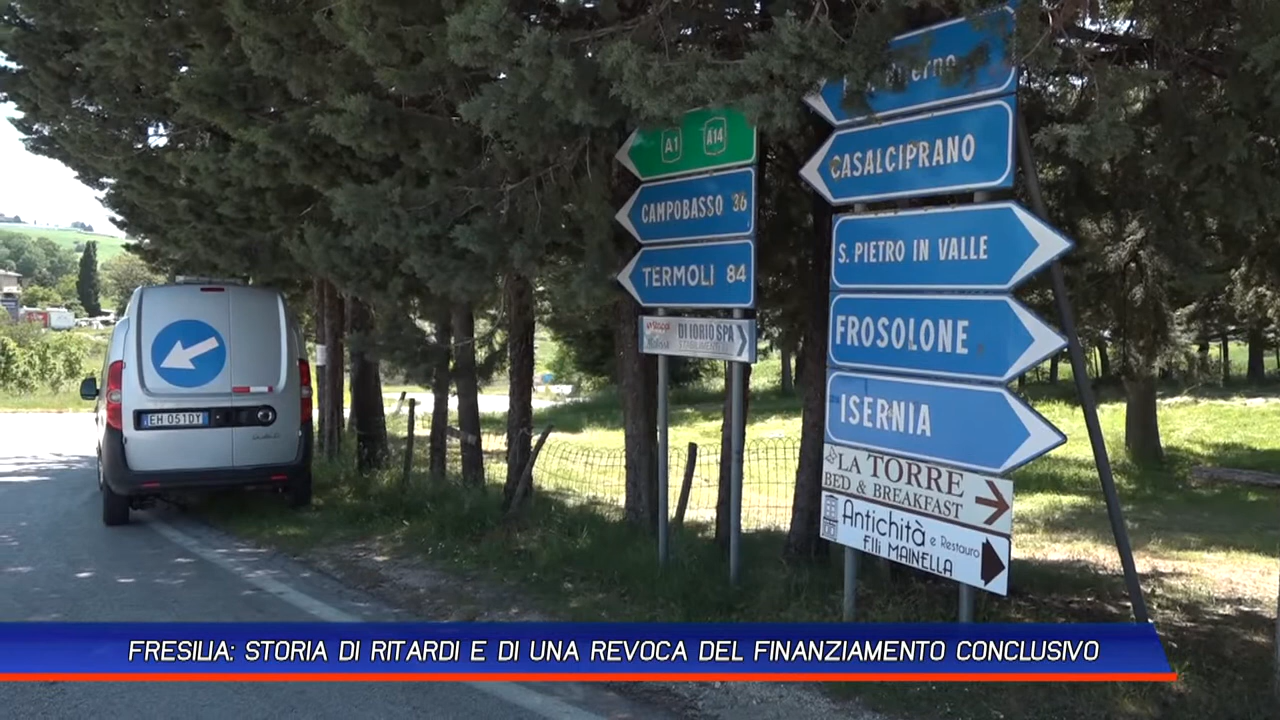 A1 A14
CAMPOBASSO 36
TERMOLI 84
DI IORIO SPA
STABILIMENTI
CASALCIPRANO
S. PIETRO IN VALLE
FROSOLONE
ISERNIA
LA TORRE
BED & BREAKFAST
Antichità e Restauro
F.lli MAINELLA
EH 051DY
FRESILIA: STORIA DI RITARDI E DI UNA REVOCA DEL FINANZIAMENTO CONCLUSIVO